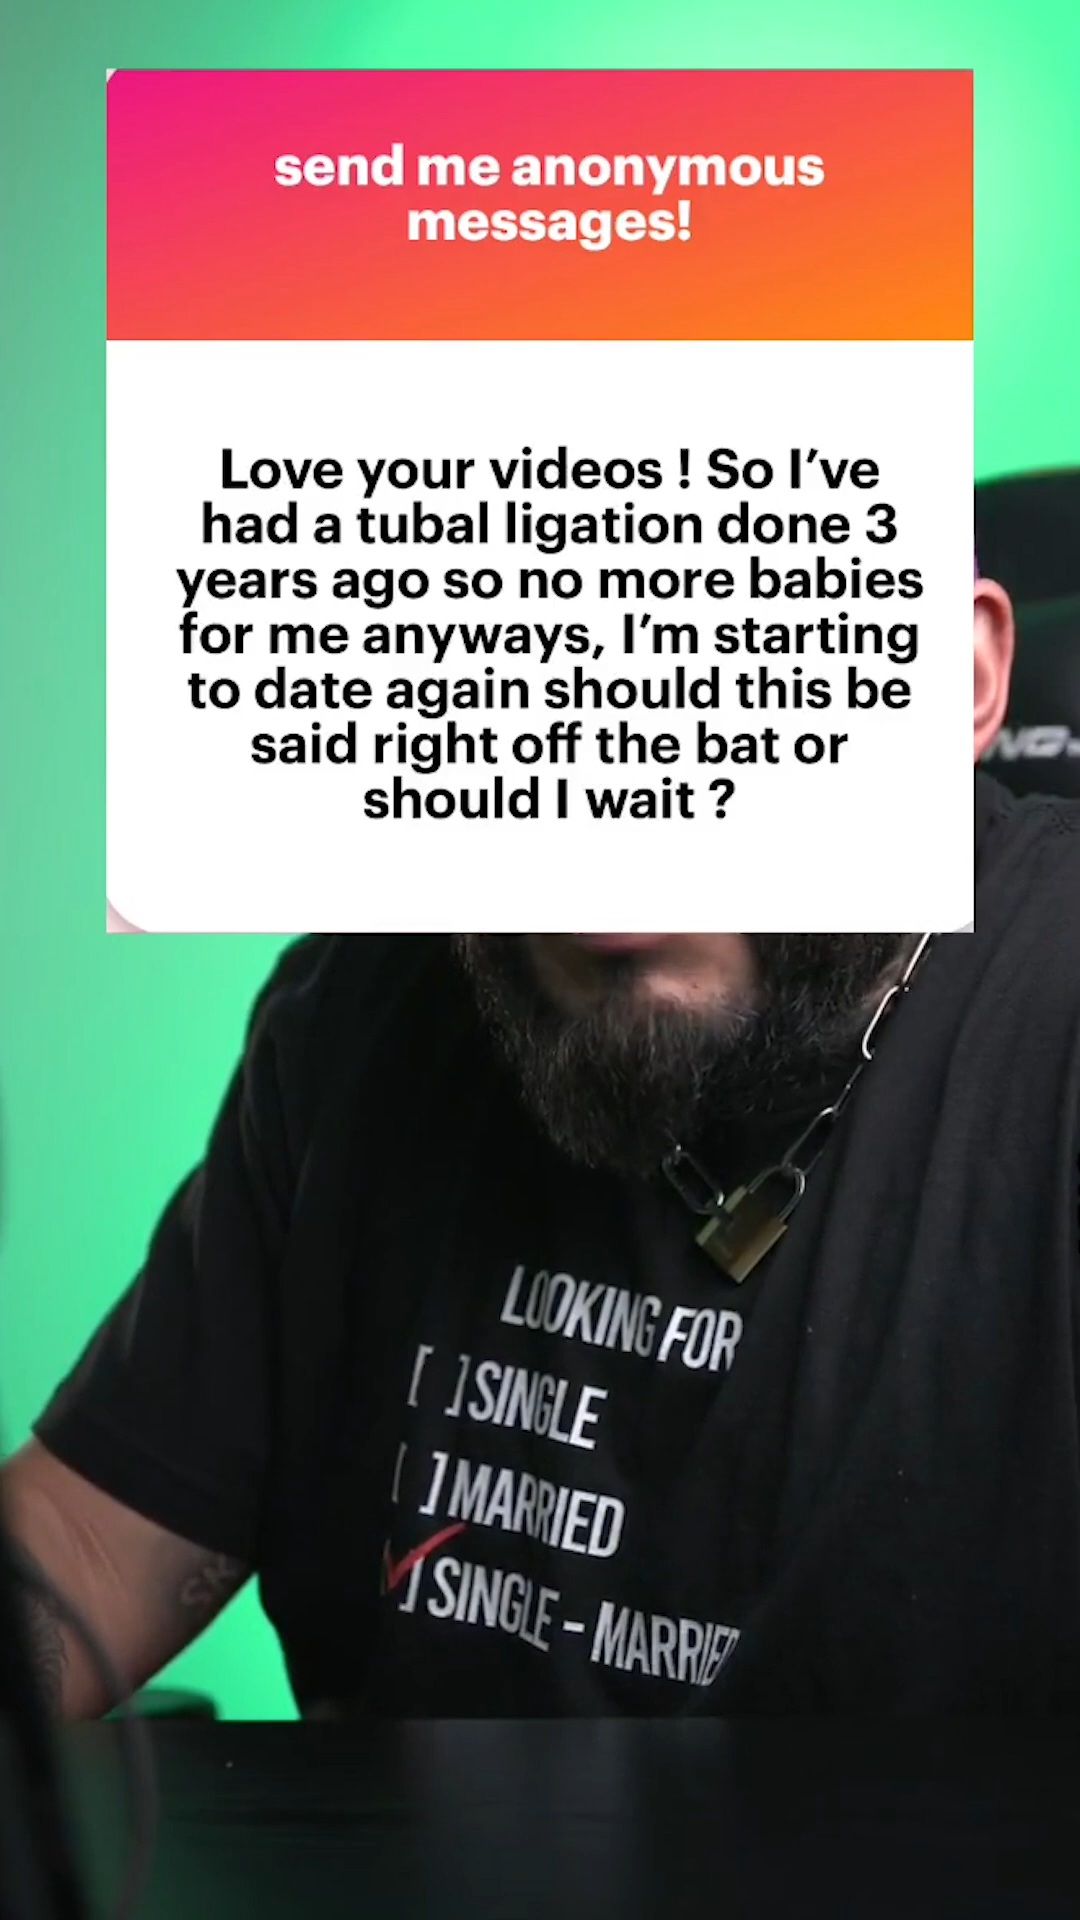 send me anonymous
messages!
Love your videos ! So I’ve
had a tubal ligation done 3
years ago so no more babies
for me anyways, I’m starting
to date again should this be
said right off the bat or
should I wait ?
LOOKING FOR
[ ] SINGLE
[ ] MARRIED
[✓] SINGLE - MARRIED